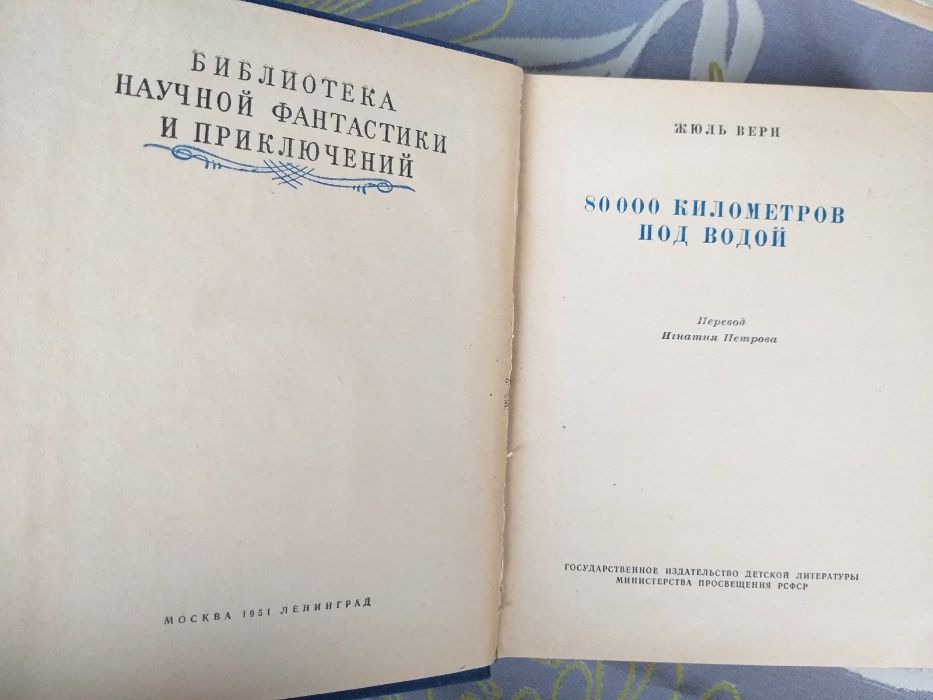 БИБЛИОТЕКА
НАУЧНОЙ ФАНТАСТИКИ
И ПРИКЛЮЧЕНИЙ
МОСКВА 1951 ЛЕНИНГРАД
ЖЮЛЬ ВЕРН
80 000 КИЛОМЕТРОВ
ПОД ВОДОЙ
Перевод
Игнатия Петрова
ГОСУДАРСТВЕННОЕ ИЗДАТЕЛЬСТВО ДЕТСКОЙ ЛИТЕРАТУРЫ
МИНИСТЕРСТВА ПРОСВЕЩЕНИЯ РСФСР